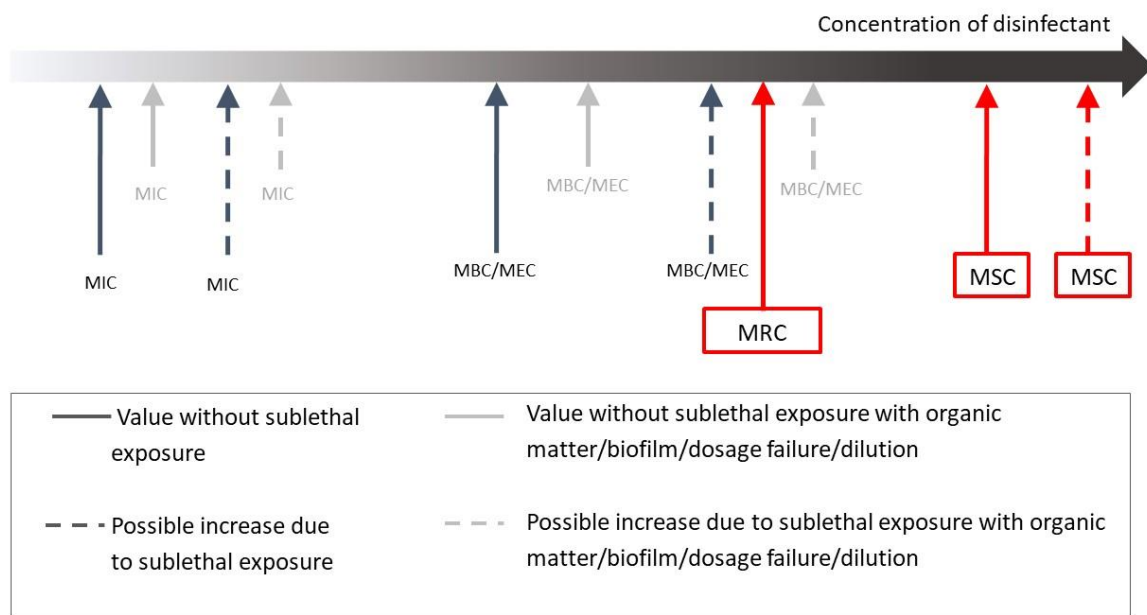 Concentration of disinfectant
MIC
MIC
MBC/MEC
MBC/MEC
MIC
MIC
MBC/MEC
MBC/MEC
MSC
MSC
MRC
Value without sublethal
exposure
Value without sublethal exposure with organic
matter/biofilm/dosage failure/dilution
Possible increase due
to sublethal exposure
Possible increase due to sublethal exposure with organic
matter/biofilm/dosage failure/dilution